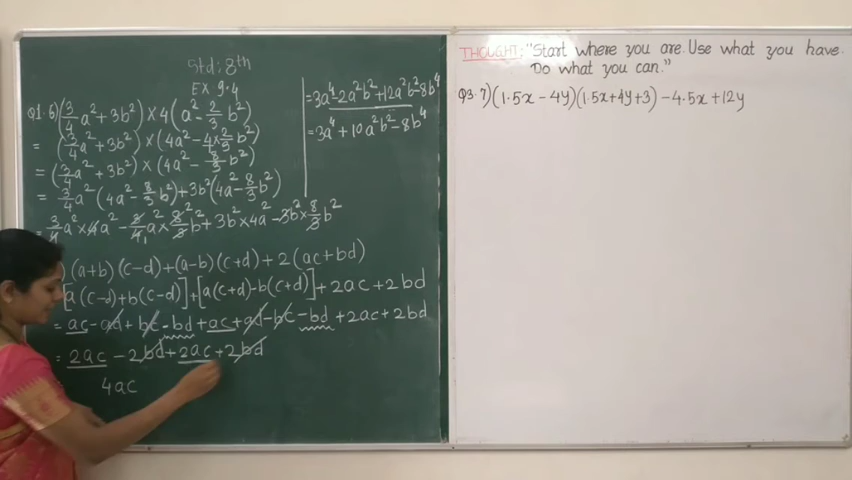 Std: 8th
EX 9.4
Q1. 6) (3/4 a² + 3b²) × 4 (a² - 2/3 b²)
= (3/4 a² + 3b²) × (4a² - 4×2/3 b²)
= (3/4 a² + 3b²) × (4a² - 8/3 b²)
= 3/4 a² (4a² - 8/3 b²) + 3b² (4a² - 8/3 b²)
= 3/4 a² × 4a² - 3/4 a² × 8/3 b² + 3b² × 4a² - 3b² × 8/3 b²
= 3a⁴ - 2a²b² + 12a²b² - 8b⁴
= 3a⁴ + 10a²b² - 8b⁴
) (a+b) (c-d) + (a-b) (c+d) + 2 (ac+bd)
[a(c-d) + b(c-d)] + [a(c+d) - b(c+d)] + 2ac + 2bd
= ac - ad + bc - bd + ac + ad - bc - bd + 2ac + 2bd
= 2ac - 2bd + 2ac + 2bd
4ac
THOUGHT: "Start where you are. Use what you have.
Do what you can."
Q3. 7) (1.5x - 4y)(1.5x + 4y + 3) - 4.5x + 12y